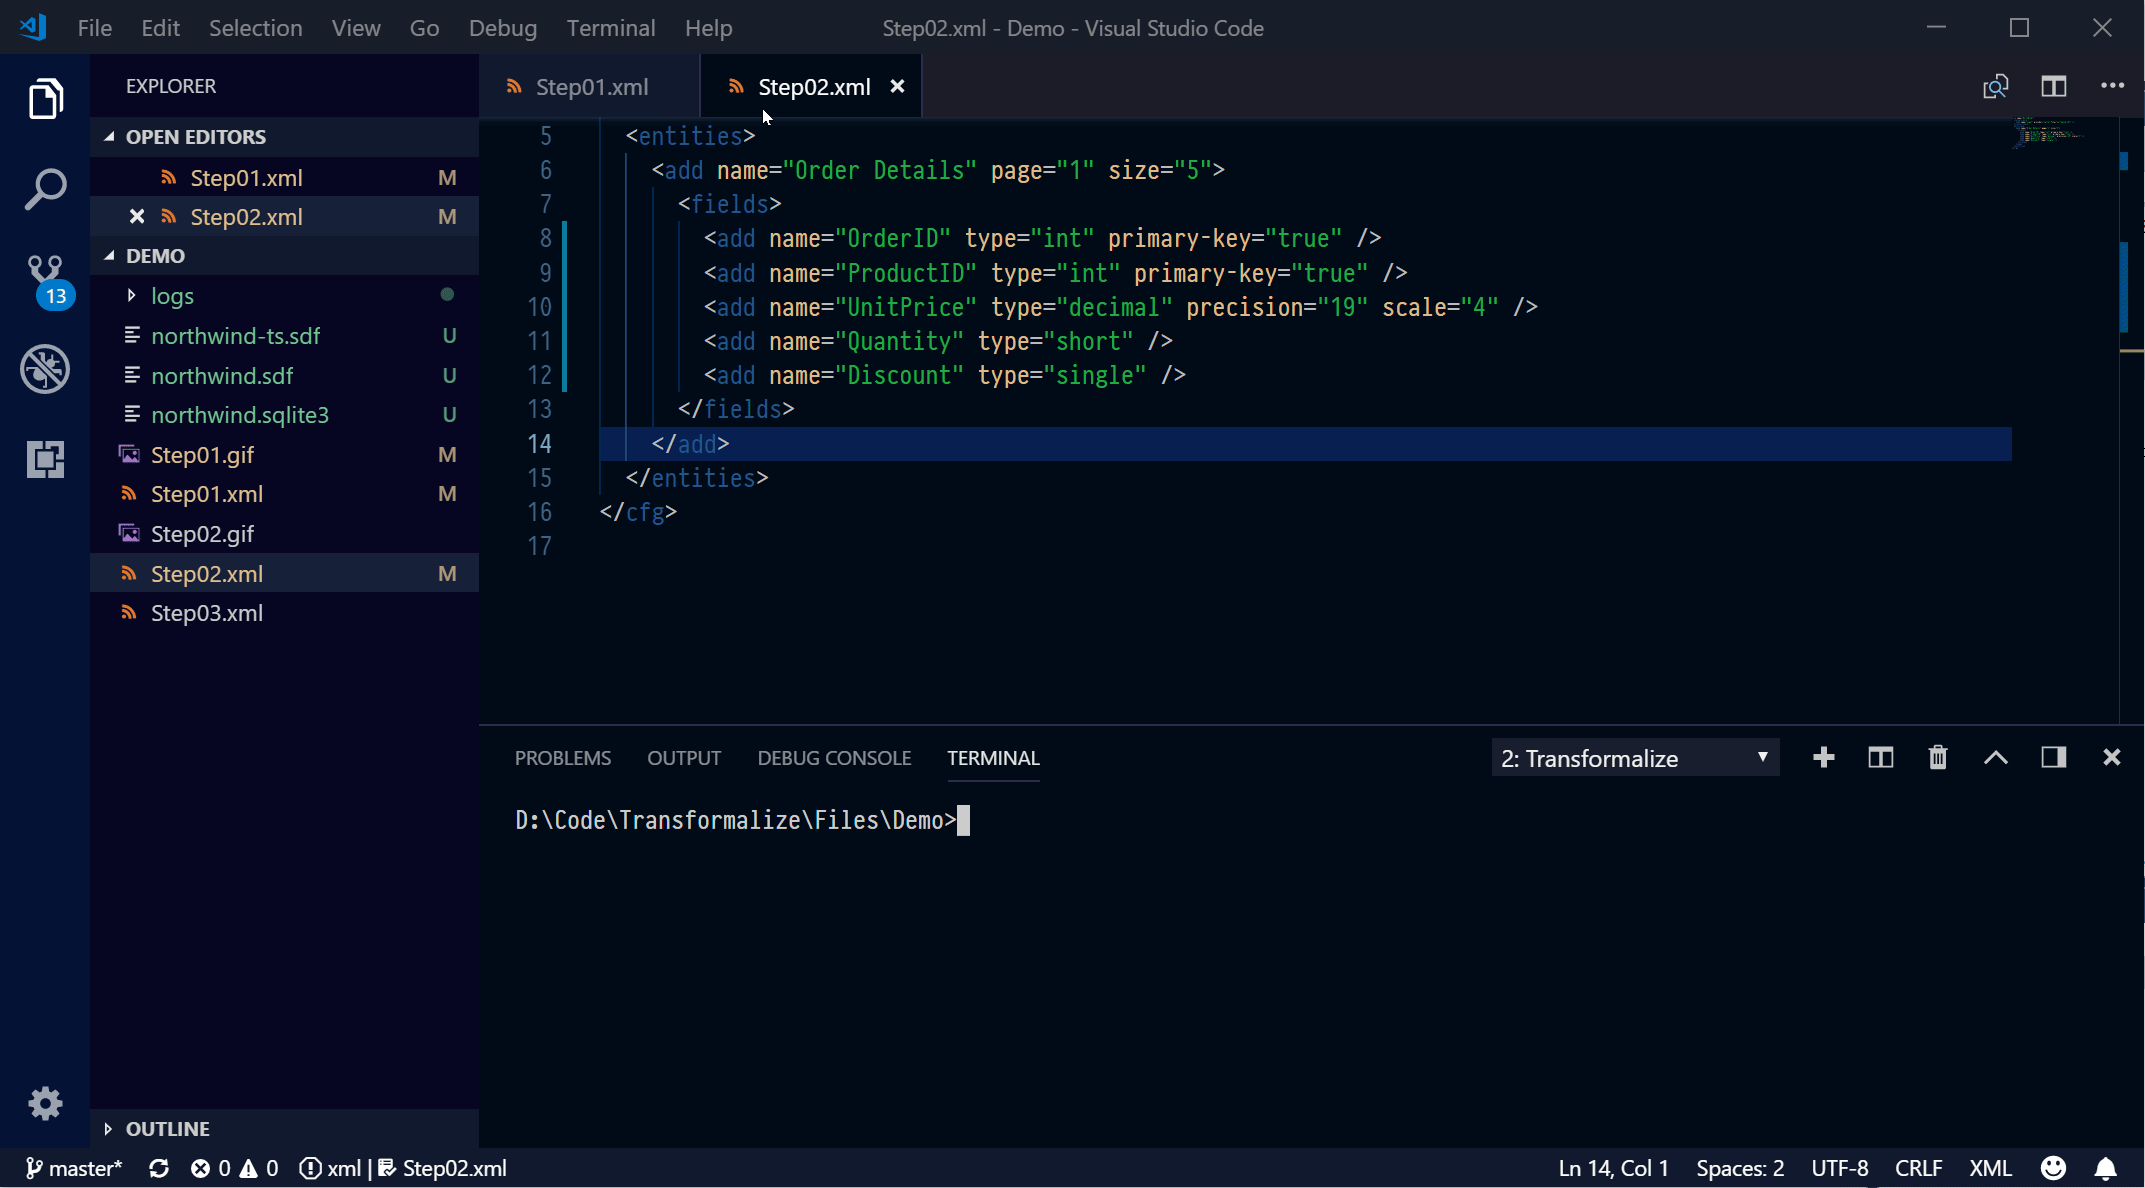 File Edit Selection View Go Debug Terminal Help
Step02.xml - Demo - Visual Studio Code
EXPLORER
OPEN EDITORS
Step01.xml M
Step02.xml M
DEMO
logs
northwind-ts.sdf U
northwind.sdf U
northwind.sqlite3 U
Step01.gif M
Step01.xml M
Step02.gif
Step02.xml M
Step03.xml
OUTLINE
13
Step01.xml
Step02.xml
5 <entities>
6 <add name="Order Details" page="1" size="5">
7 <fields>
8 <add name="OrderID" type="int" primary-key="true" />
9 <add name="ProductID" type="int" primary-key="true" />
10 <add name="UnitPrice" type="decimal" precision="19" scale="4" />
11 <add name="Quantity" type="short" />
12 <add name="Discount" type="single" />
13 </fields>
14 </add>
15 </entities>
16 </cfg>
17
PROBLEMS OUTPUT DEBUG CONSOLE TERMINAL
2: Transformalize
D:\Code\Transformalize\Files\Demo>
master* 0 0 xml | Step02.xml
Ln 14, Col 1 Spaces: 2 UTF-8 CRLF XML